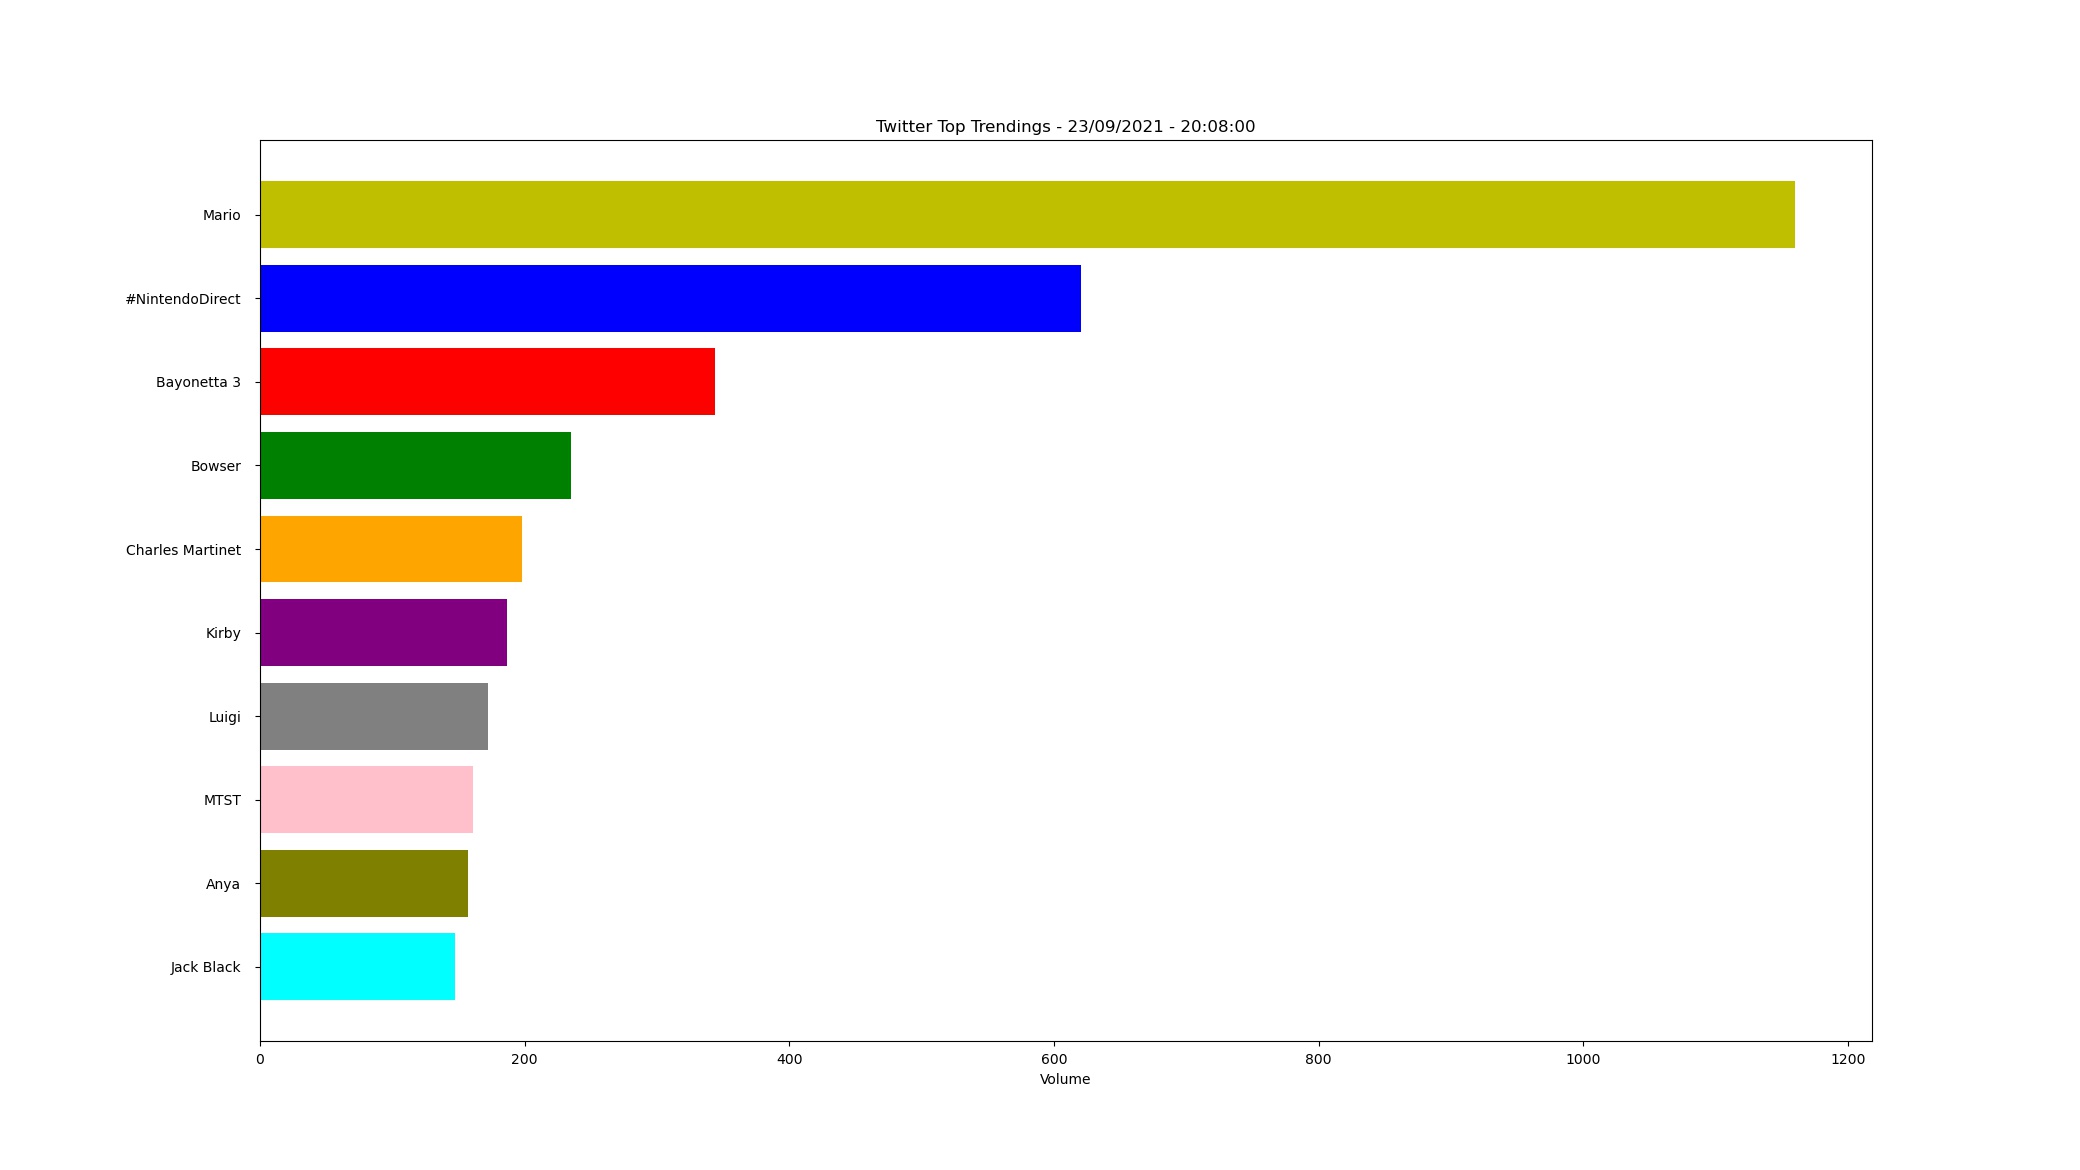 Twitter Top Trendings - 23/09/2021 - 20:08:00
Mario
#NintendoDirect
Bayonetta 3
Bowser
Charles Martinet
Kirby
Luigi
MTST
Anya
Jack Black
0 200 400 600 800 1000 1200
Volume